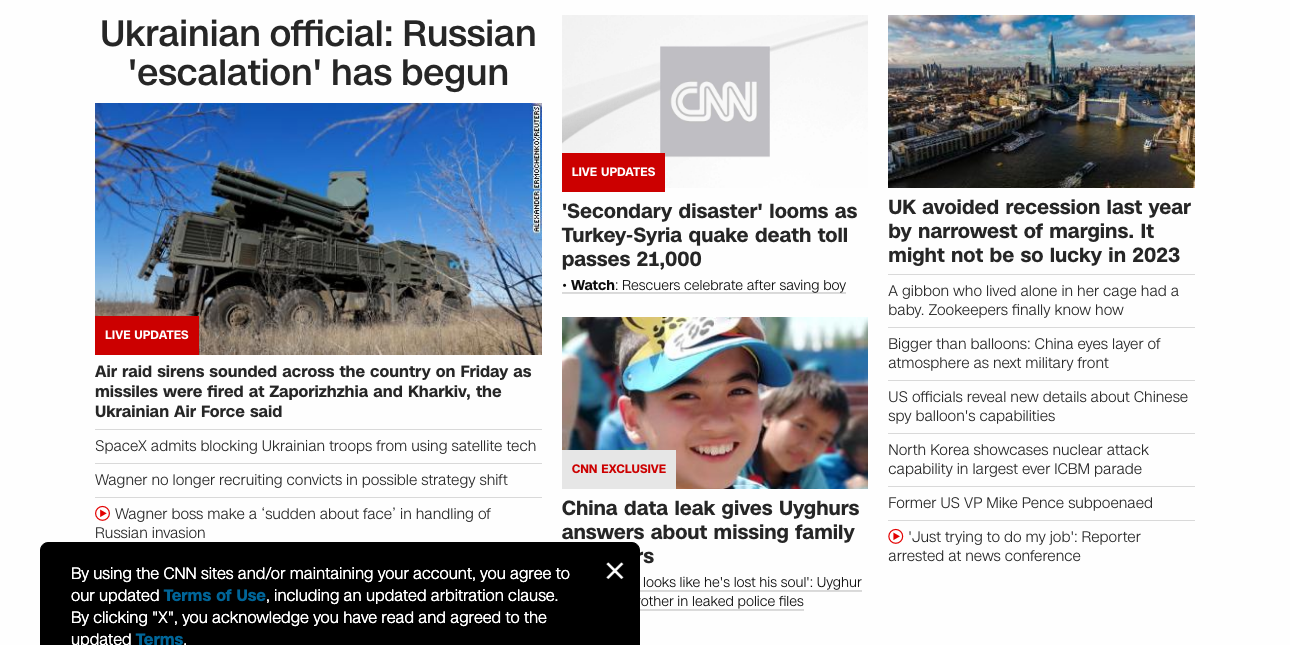 Ukrainian official: Russian
'escalation' has begun
ALEXANDER ERMOCHENKO/REUTERS
LIVE UPDATES
Air raid sirens sounded across the country on Friday as
missiles were fired at Zaporizhzhia and Kharkiv, the
Ukrainian Air Force said
SpaceX admits blocking Ukrainian troops from using satellite tech
Wagner no longer recruiting convicts in possible strategy shift
Wagner boss make a ‘sudden about face’ in handling of
Russian invasion
CNN
LIVE UPDATES
'Secondary disaster' looms as
Turkey-Syria quake death toll
passes 21,000
• Watch: Rescuers celebrate after saving boy
CNN EXCLUSIVE
China data leak gives Uyghurs
answers about missing family
looks like he's lost his soul': Uyghur
in leaked police files
UK avoided recession last year
by narrowest of margins. It
might not be so lucky in 2023
A gibbon who lived alone in her cage had a
baby. Zookeepers finally know how
Bigger than balloons: China eyes layer of
atmosphere as next military front
US officials reveal new details about Chinese
spy balloon's capabilities
North Korea showcases nuclear attack
capability in largest ever ICBM parade
Former US VP Mike Pence subpoenaed
'Just trying to do my job': Reporter
arrested at news conference
By using the CNN sites and/or maintaining your account, you agree to
our updated Terms of Use, including an updated arbitration clause.
By clicking "X", you acknowledge you have read and agreed to the
updated Terms.